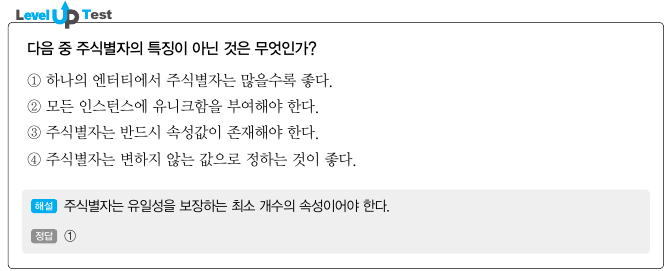 Level Up Test
다음 중 주식별자의 특징이 아닌 것은 무엇인가?
① 하나의 엔터티에서 주식별자는 많을수록 좋다.
② 모든 인스턴스에 유니크함을 부여해야 한다.
③ 주식별자는 반드시 속성값이 존재해야 한다.
④ 주식별자는 변하지 않는 값으로 정하는 것이 좋다.
해설 주식별자는 유일성을 보장하는 최소 개수의 속성이어야 한다.
정답 ①